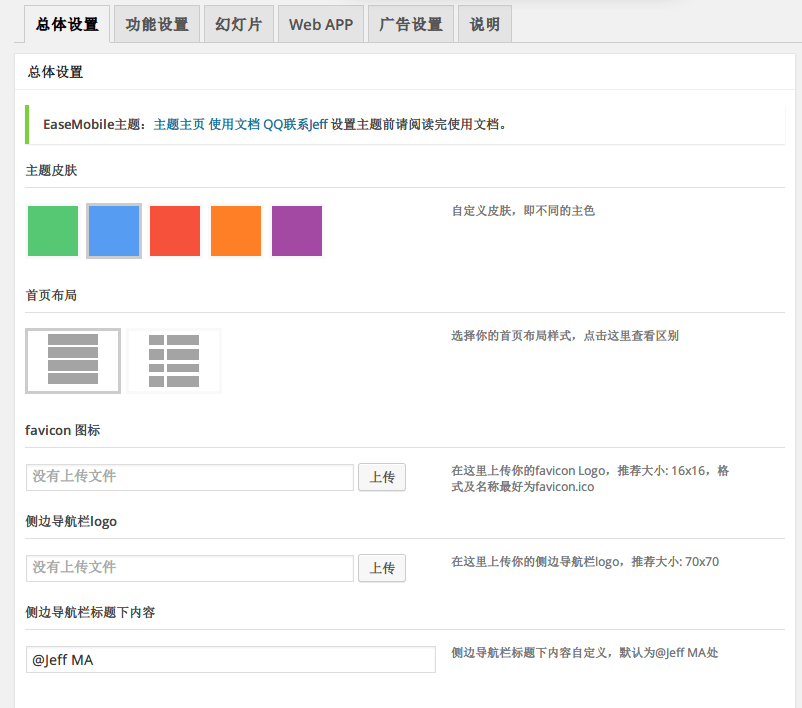 总体设置 功能设置 幻灯片 Web APP 广告设置 说明
总体设置
EaseMobile主题：主题主页 使用文档 QQ联系Jeff 设置主题前请阅读完使用文档。
主题皮肤
自定义皮肤，即不同的主色
首页布局
选择你的首页布局样式，点击这里查看区别
favicon 图标
没有上传文件 上传
在这里上传你的favicon Logo，推荐大小: 16x16，格
式及名称最好为favicon.ico
侧边导航栏logo
没有上传文件 上传
在这里上传你的侧边导航栏logo，推荐大小: 70x70
侧边导航栏标题下内容
@Jeff MA
侧边导航栏标题下内容自定义，默认为@Jeff MA处